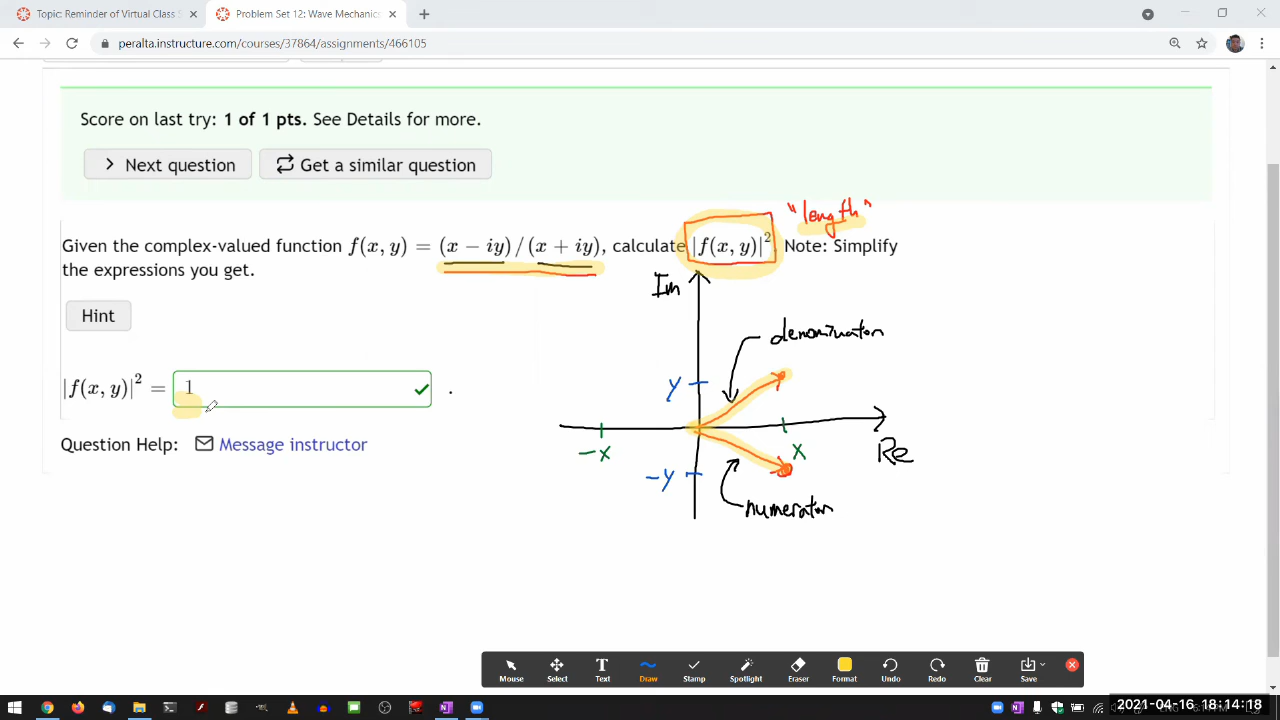 Topic: Reminder of Virtual Class S
Problem Set 12: Wave Mechanics
peralta.instructure.com/courses/37864/assignments/466105
Score on last try: 1 of 1 pts. See Details for more.
Next question
Get a similar question
"length"
Given the complex-valued function f(x, y) = (x − iy)/(x + iy), calculate |f(x, y)|². Note: Simplify
the expressions you get.
Im
Hint
denominator
y
|f(x, y)|² = 1 .
Question Help: Message instructor
−x
x
Re
−y
numerator
Mouse Select Text Draw Stamp Spotlight Eraser Format Undo Redo Clear Save
2021-04-16 18:14:18